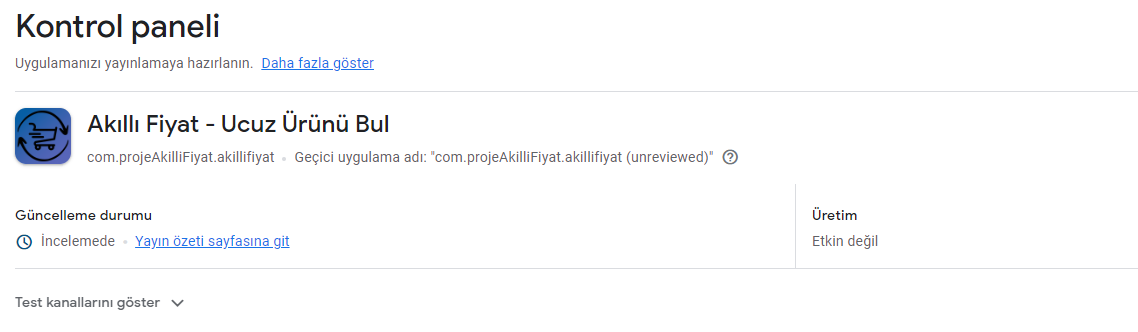 Kontrol paneli
Uygulamanızı yayınlamaya hazırlanın. Daha fazla göster
Akıllı Fiyat - Ucuz Ürünü Bul
com.projeAkilliFiyat.akillifiyat • Geçici uygulama adı: "com.projeAkilliFiyat.akillifiyat (unreviewed)" ?
Güncelleme durumu
İncelemede • Yayın özeti sayfasına git
Üretim
Etkin değil
Test kanallarını göster